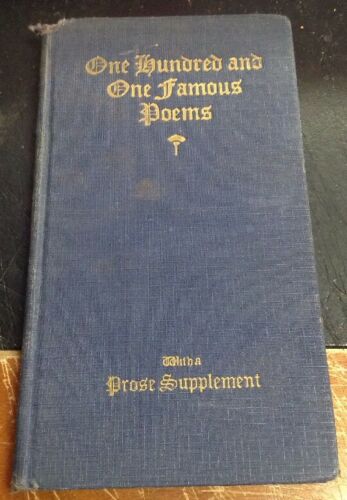 One Hundred and
One Famous
Poems
With a
Prose Supplement